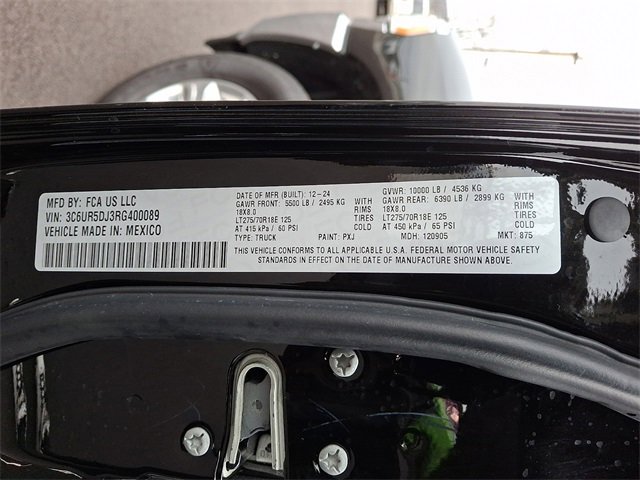 MFD BY: FCA US LLC
VIN: 3C6UR5DJ3RG400089
VEHICLE MADE IN: MEXICO
DATE OF MFR (BUILT): 12-24
GAWR FRONT: 5500 LB / 2495 KG
18X8.0 RIMS
LT275/70R18E 125 TIRES
AT 415 kPa / 60 PSI COLD
TYPE: TRUCK PAINT: PXJ
GVWR: 10000 LB / 4536 KG
GAWR REAR: 6390 LB / 2899 KG
18X8.0 RIMS
LT275/70R18E 125 TIRES
AT 450 kPa / 65 PSI COLD
MDH: 120905 MKT: 875
THIS VEHICLE CONFORMS TO ALL APPLICABLE U.S.A. FEDERAL MOTOR VEHICLE SAFETY
STANDARDS IN EFFECT ON THE DATE OF MANUFACTURE SHOWN ABOVE.